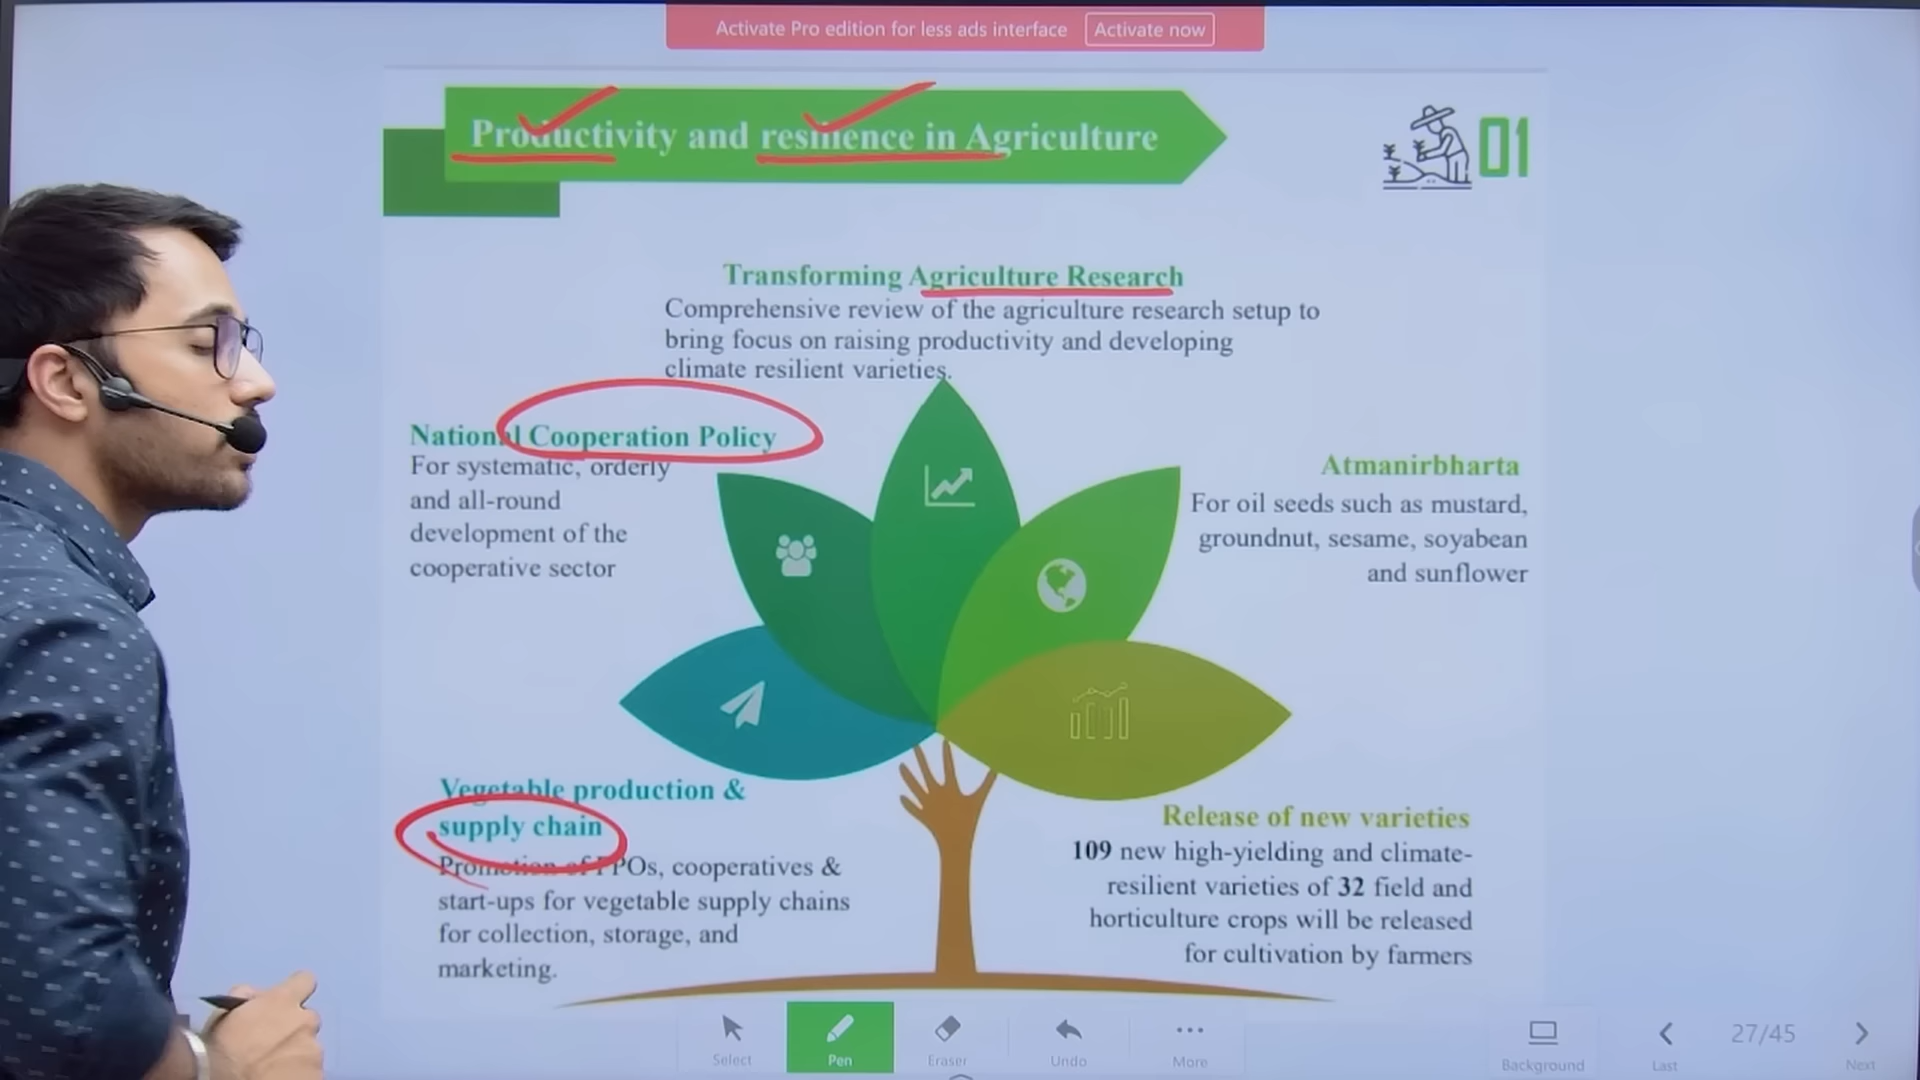 Activate Pro edition for less ads interface Activate now
Productivity and resilience in Agriculture
01
Transforming Agriculture Research
Comprehensive review of the agriculture research setup to
bring focus on raising productivity and developing
climate resilient varieties.
National Cooperation Policy
For systematic, orderly
and all-round
development of the
cooperative sector
Atmanirbharta
For oil seeds such as mustard,
groundnut, sesame, soyabean
and sunflower
Vegetable production &
supply chain
Promotion of FPOs, cooperatives &
start-ups for vegetable supply chains
for collection, storage, and
marketing.
Release of new varieties
109 new high-yielding and climate-
resilient varieties of 32 field and
horticulture crops will be released
for cultivation by farmers
Select
Pen
Eraser
Undo
More
Background
Last
27/45
Next